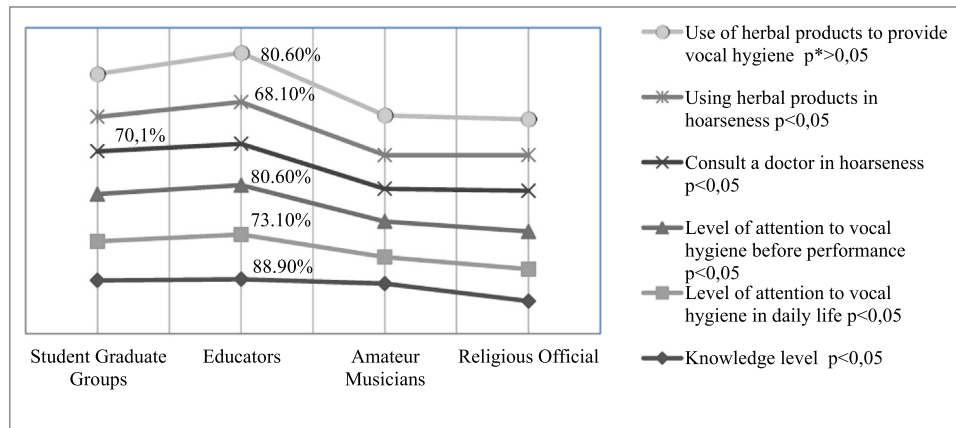 80.60%
68.10%
70,1%
80.60%
73.10%
88.90%
Student Graduate
Groups
Educators
Amateur
Musicians
Religious Official
Use of herbal products to provide
vocal hygiene p*>0,05
Using herbal products in
hoarseness p<0,05
Consult a doctor in hoarseness
p<0,05
Level of attention to vocal
hygiene before performance
p<0,05
Level of attention to vocal
hygiene in daily life p<0,05
Knowledge level p<0,05